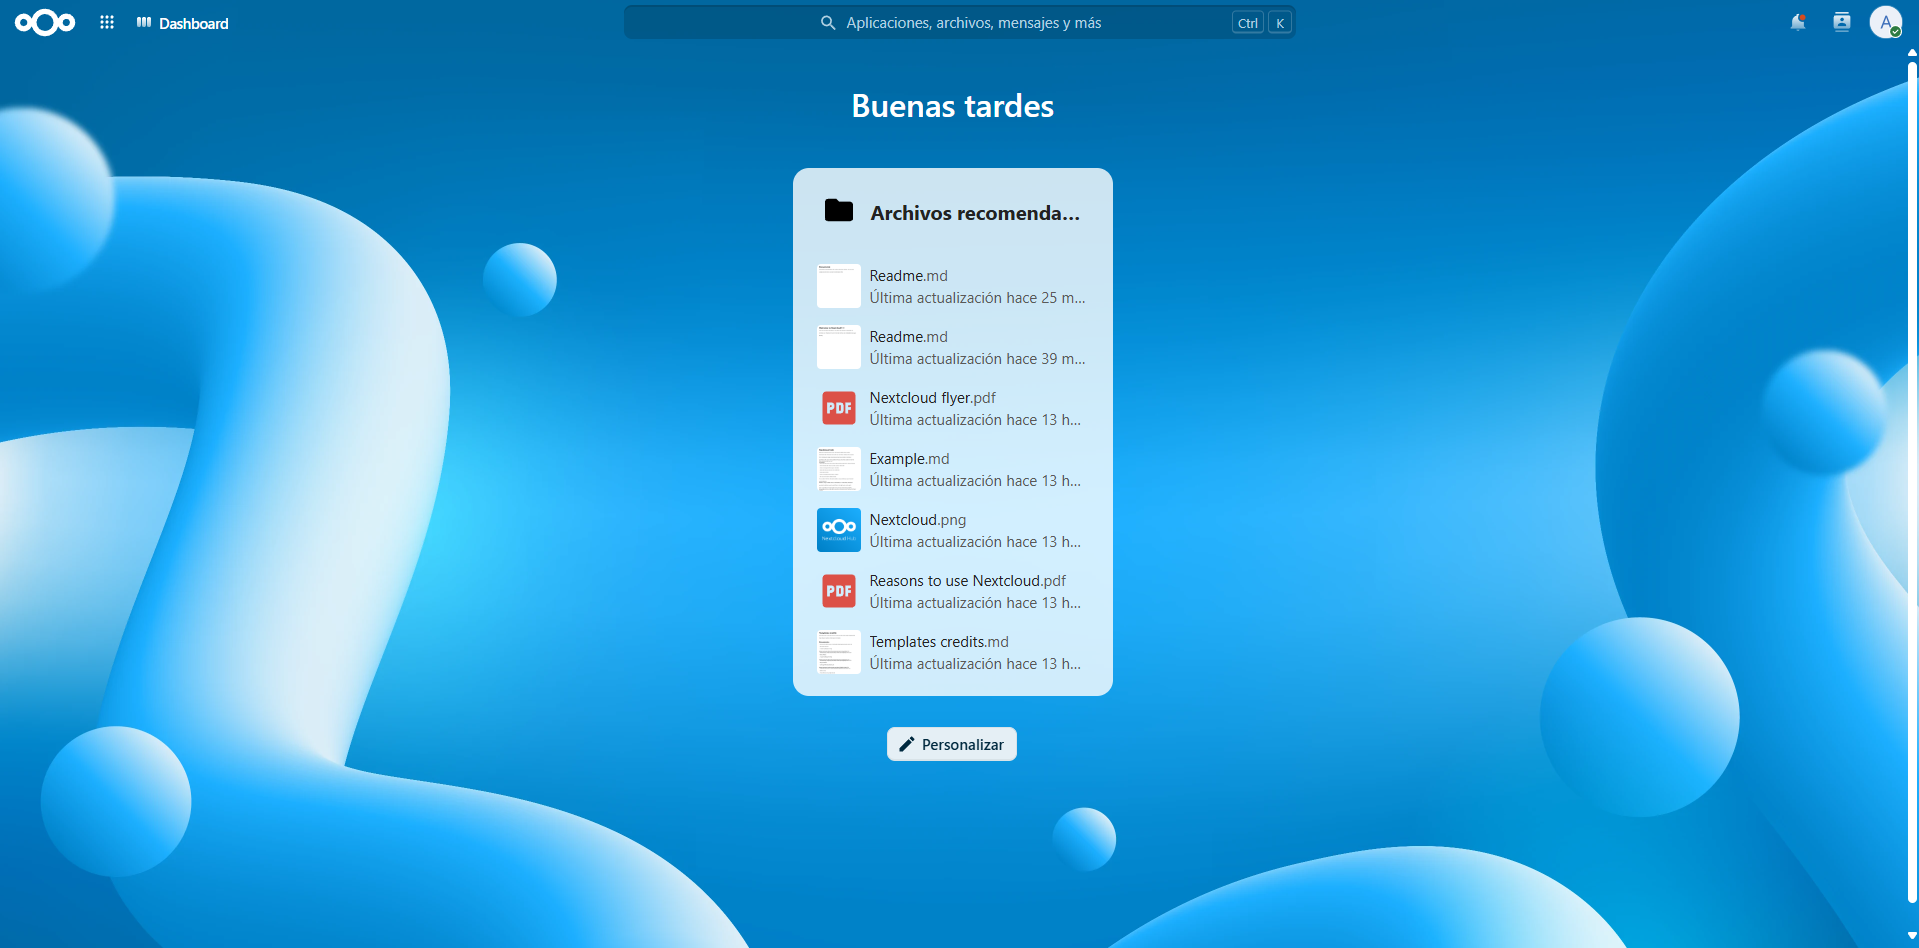 Dashboard
Aplicaciones, archivos, mensajes y más
Ctrl
K
A
Buenas tardes
Archivos recomenda...
Readme.md
Última actualización hace 25 m...
Readme.md
Última actualización hace 39 m...
PDF
Nextcloud flyer.pdf
Última actualización hace 13 h...
Example.md
Última actualización hace 13 h...
Nextcloud.png
Última actualización hace 13 h...
PDF
Reasons to use Nextcloud.pdf
Última actualización hace 13 h...
Templates credits.md
Última actualización hace 13 h...
Personalizar